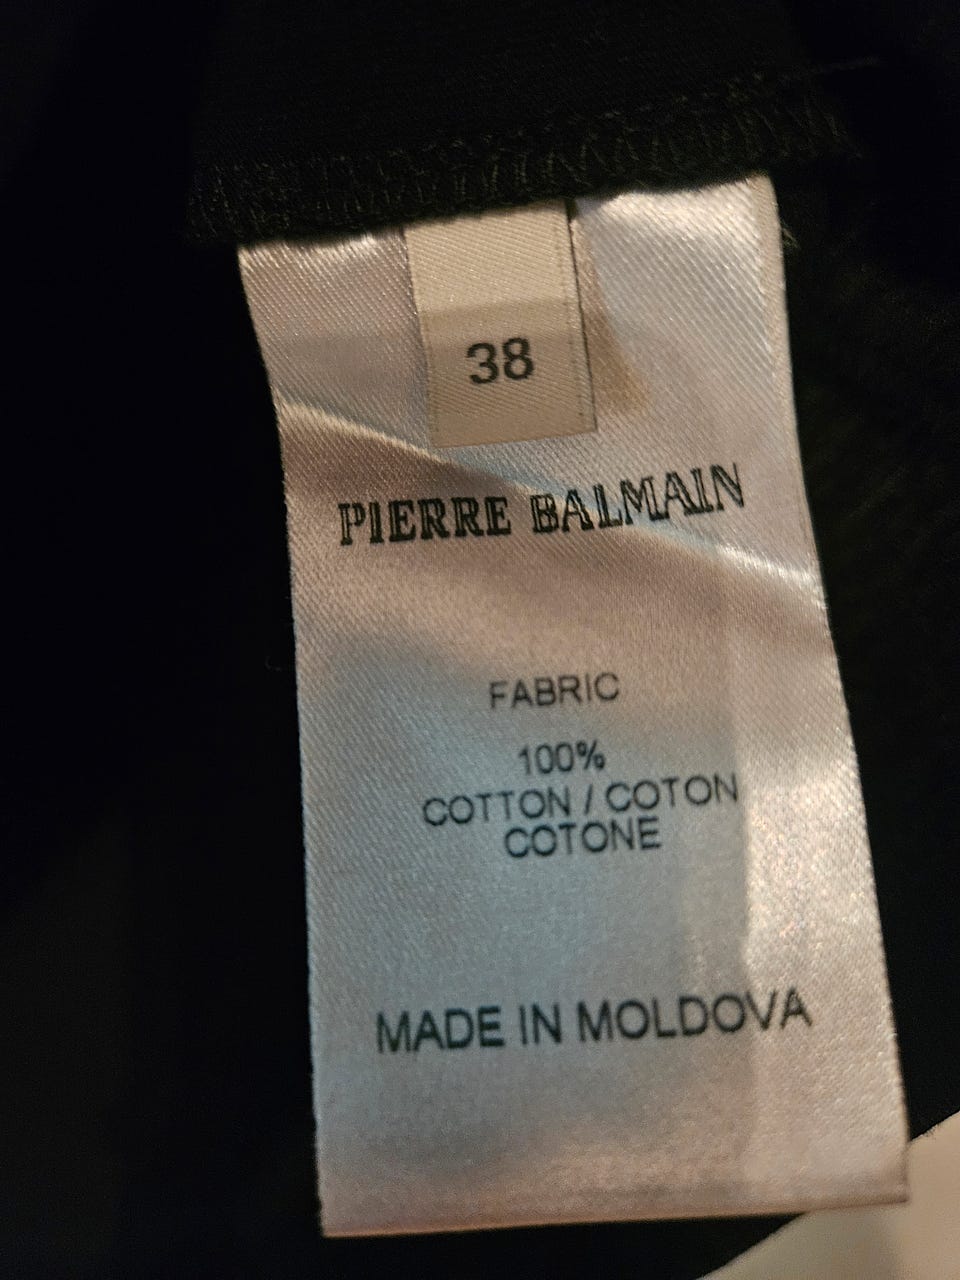 38
PIERRE BALMAIN
FABRIC
100%
COTTON / COTON
COTONE
MADE IN MOLDOVA